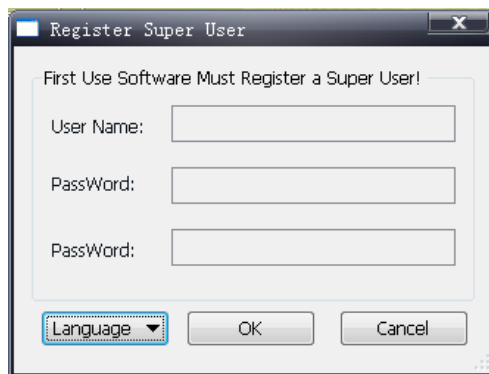 Register Super User
First Use Software Must Register a Super User!
User Name:
PassWord:
PassWord:
Language
OK
Cancel